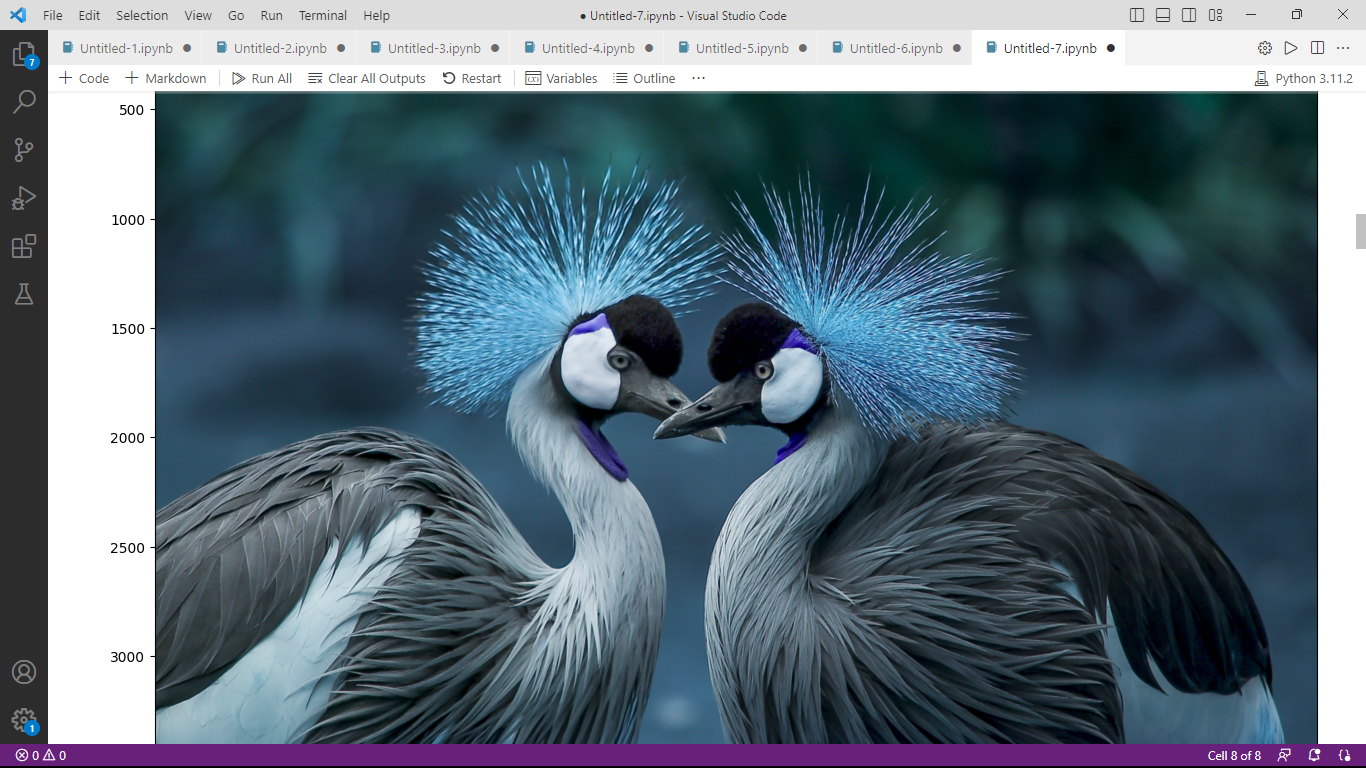 File Edit Selection View Go Run Terminal Help ● Untitled-7.ipynb - Visual Studio Code
7 Untitled-1.ipynb ● Untitled-2.ipynb ● Untitled-3.ipynb ● Untitled-4.ipynb ● Untitled-5.ipynb ● Untitled-6.ipynb ● Untitled-7.ipynb ●
+ Code + Markdown Run All Clear All Outputs Restart Variables Outline ... Python 3.11.2
500
1000
1500
2000
2500
3000
1
0 0 Cell 8 of 8